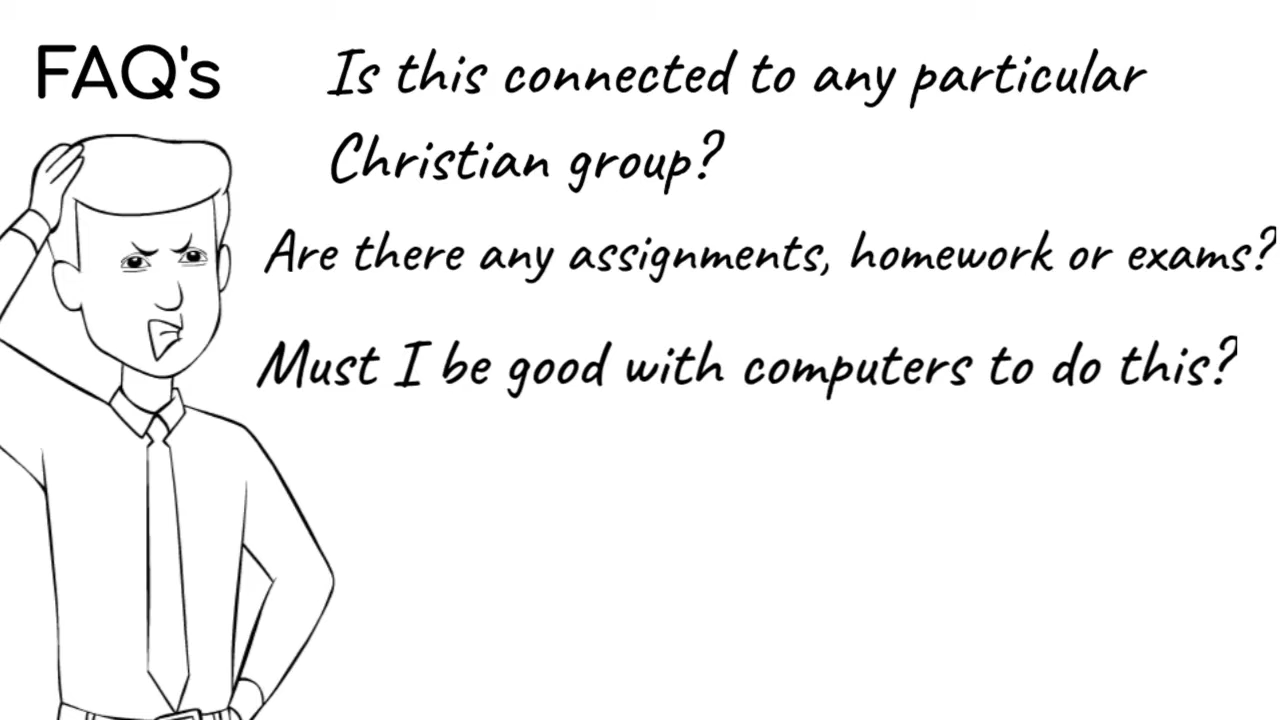 FAQ's
Is this connected to any particular
Christian group?
Are there any assignments, homework or exams?
Must I be good with computers to do this?